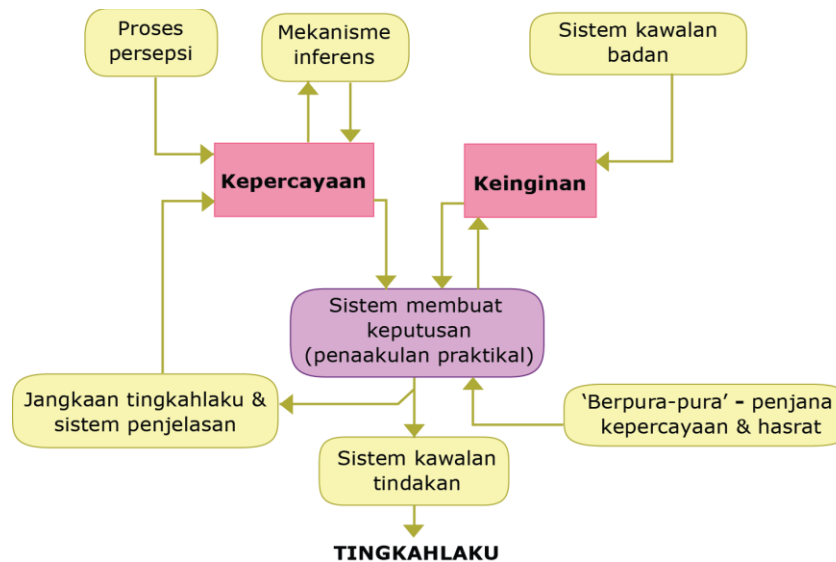 Proses
persepsi
Mekanisme
inferens
Sistem kawalan
badan
Kepercayaan
Keinginan
Sistem membuat
keputusan
(penaakulan praktikal)
Jangkaan tingkahlaku &
sistem penjelasan
'Berpura-pura' – penjana
kepercayaan & hasrat
Sistem kawalan
tindakan
TINGKAHLAKU